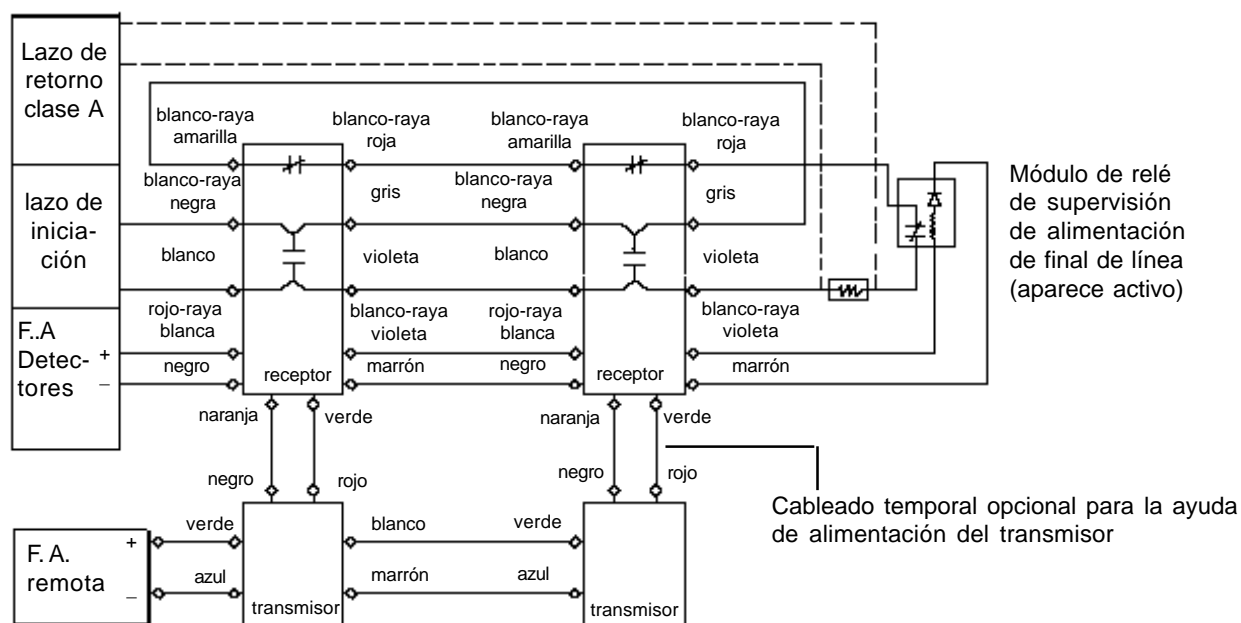 Lazo de
retorno
clase A
blanco-raya
amarilla
blanco-raya
roja
blanco-raya
amarilla
blanco-raya
roja
lazo de
inicia-
ción
blanco-raya
negra
gris
blanco-raya
negra
gris
blanco
violeta
blanco
violeta
Módulo de relé
de supervisión
de alimentación
de final de línea
(aparece activo)
F..A
Detec- +
tores –
rojo-raya
blanca
blanco-raya
violeta
rojo-raya
blanca
blanco-raya
violeta
negro
receptor
marrón
negro
receptor
marrón
naranja
verde
naranja
verde
negro
rojo
negro
rojo
Cableado temporal opcional para la ayuda
de alimentación del transmisor
F. A. +
remota –
verde
blanco
verde
azul
marrón
azul
transmisor
transmisor